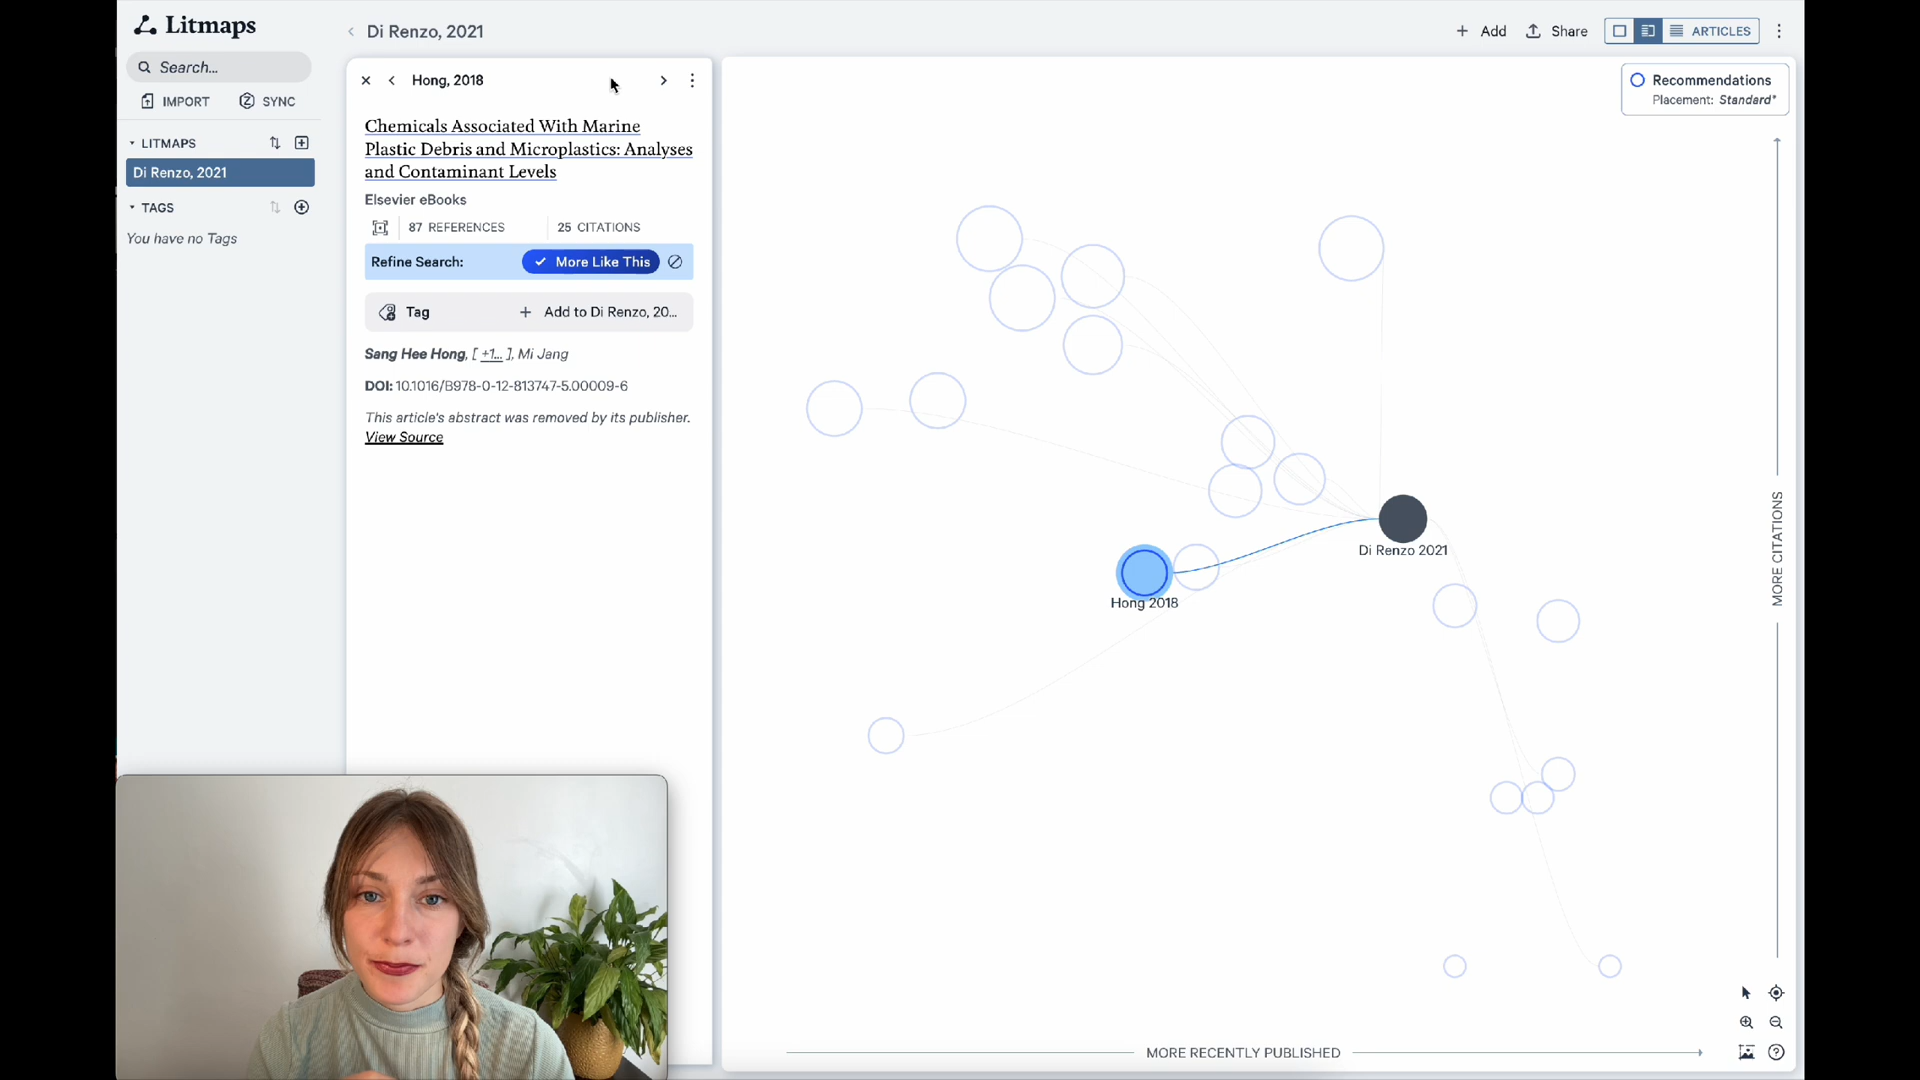 Litmaps
Search...
IMPORT
SYNC
LITMAPS
Di Renzo, 2021
TAGS
You have no Tags
Di Renzo, 2021
Add
Share
ARTICLES
Hong, 2018
Chemicals Associated With Marine
Plastic Debris and Microplastics: Analyses
and Contaminant Levels
Elsevier eBooks
87 REFERENCES
25 CITATIONS
Refine Search:
More Like This
Tag
+ Add to Di Renzo, 20...
Sang Hee Hong, [ +1... ], Mi Jang
DOI: 10.1016/B978-0-12-813747-5.00009-6
This article's abstract was removed by its publisher.
View Source
Recommendations
Placement: Standard*
Di Renzo 2021
Hong 2018
MORE CITATIONS
MORE RECENTLY PUBLISHED